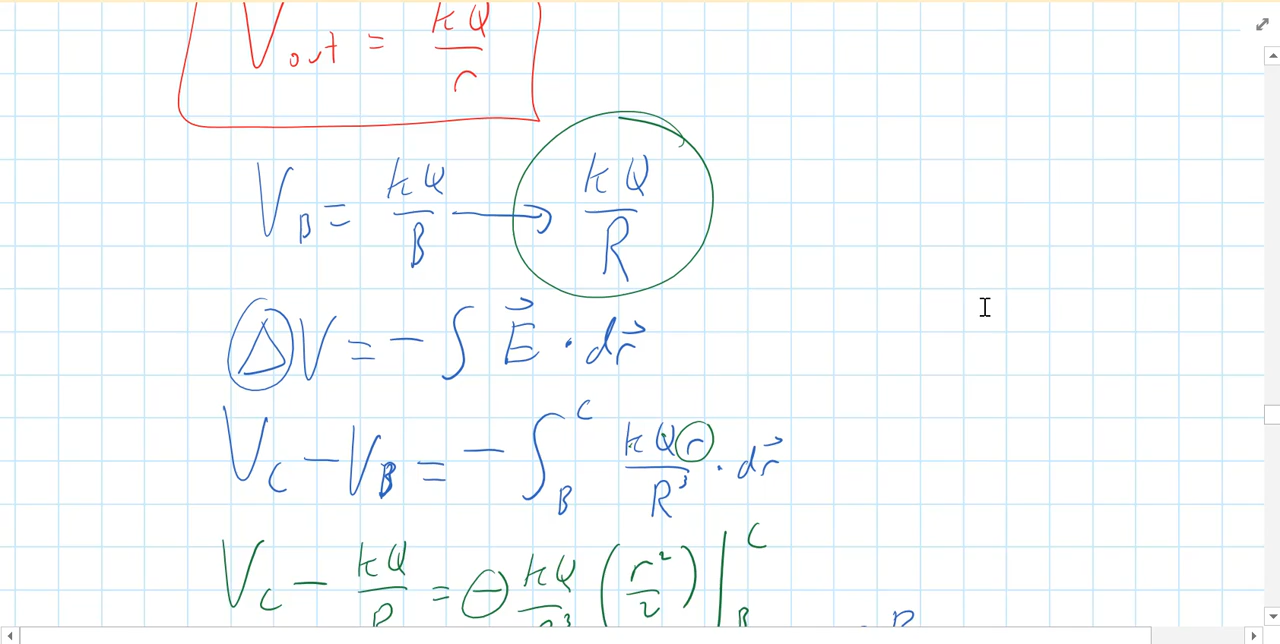 V_out = kQ/r
V_B = kQ/B → kQ/R
ΔV = - ∫ E⃗ · dr⃗
V_C - V_B = - ∫_B^C kQr/R³ · dr⃗
V_C - kQ/R = - kQ/R³ (r²/2) |_B^C